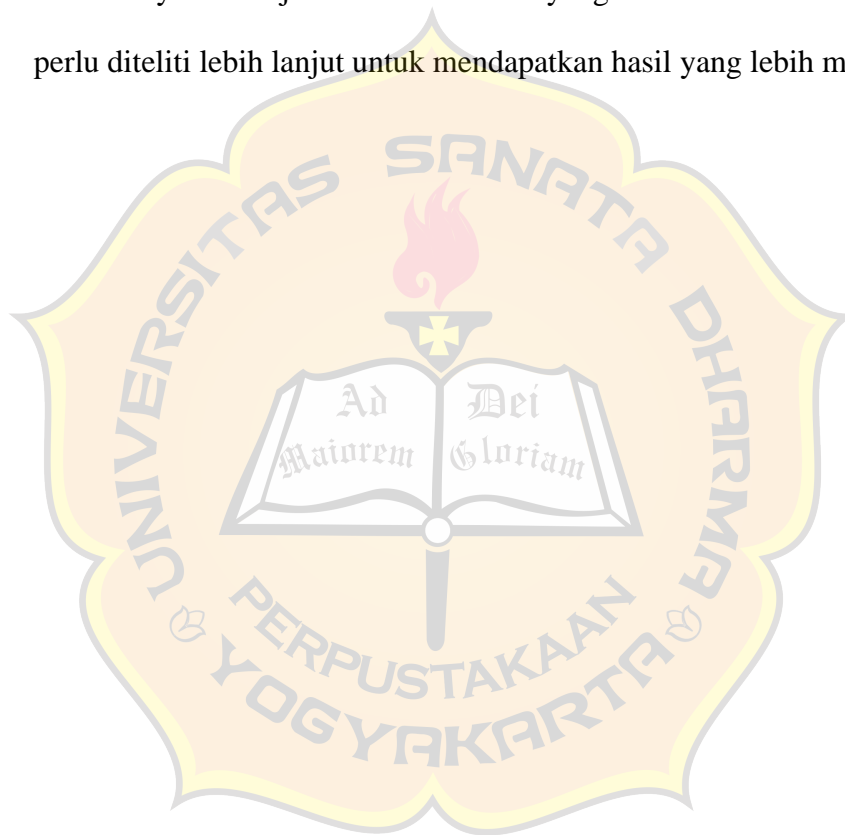 perlu diteliti lebih lanjut untuk mendapatkan hasil yang lebih
UNIVERSITAS SANATA DHARMA
Ad Dei
Maiorem Gloriam
PERPUSTAKAAN
YOGYAKARTA